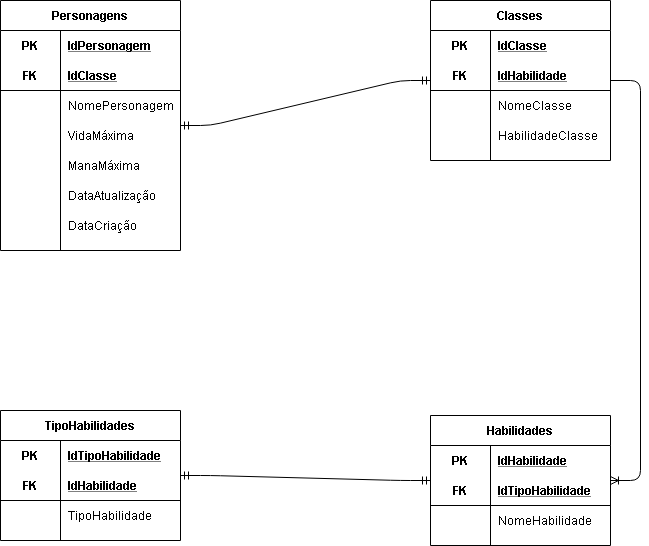 Personagens
PK IdPersonagem
FK IdClasse
NomePersonagem
VidaMáxima
ManaMáxima
DataAtualização
DataCriação
Classes
PK IdClasse
FK IdHabilidade
NomeClasse
HabilidadeClasse
TipoHabilidades
PK IdTipoHabilidade
FK IdHabilidade
TipoHabilidade
Habilidades
PK IdHabilidade
FK IdTipoHabilidade
NomeHabilidade